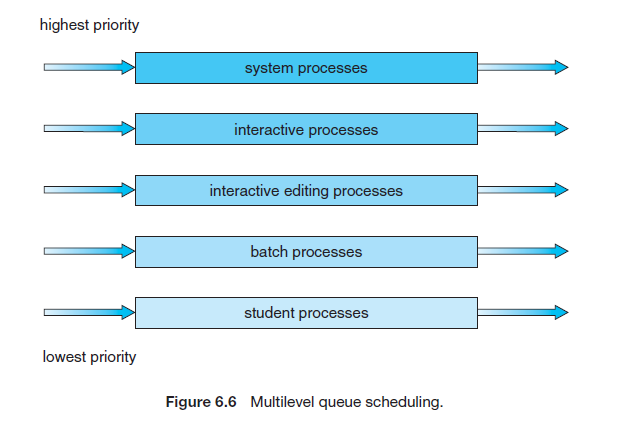 highest priority
system processes
interactive processes
interactive editing processes
batch processes
student processes
lowest priority
Figure 6.6 Multilevel queue scheduling.